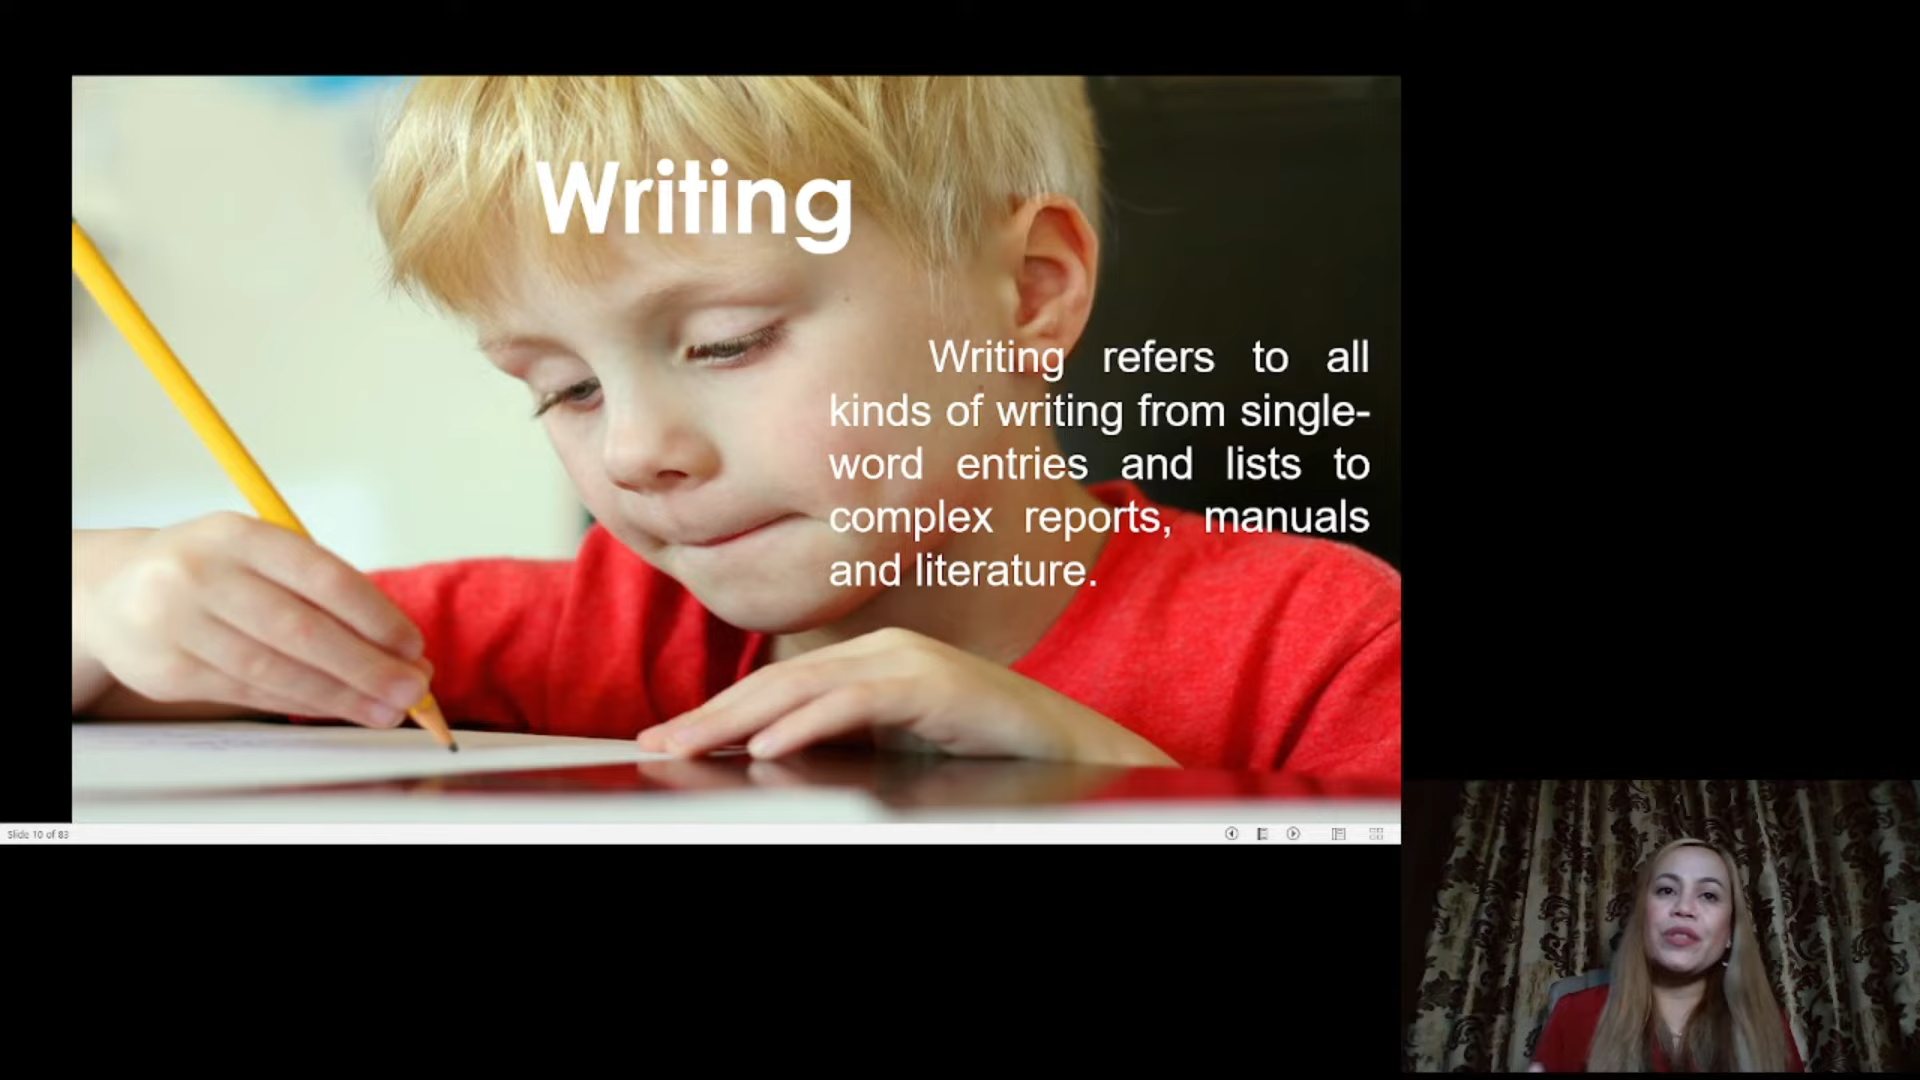 Writing
Writing refers to all
kinds of writing from single-
word entries and lists to
complex reports, manuals
and literature.
Slide 10 of 83